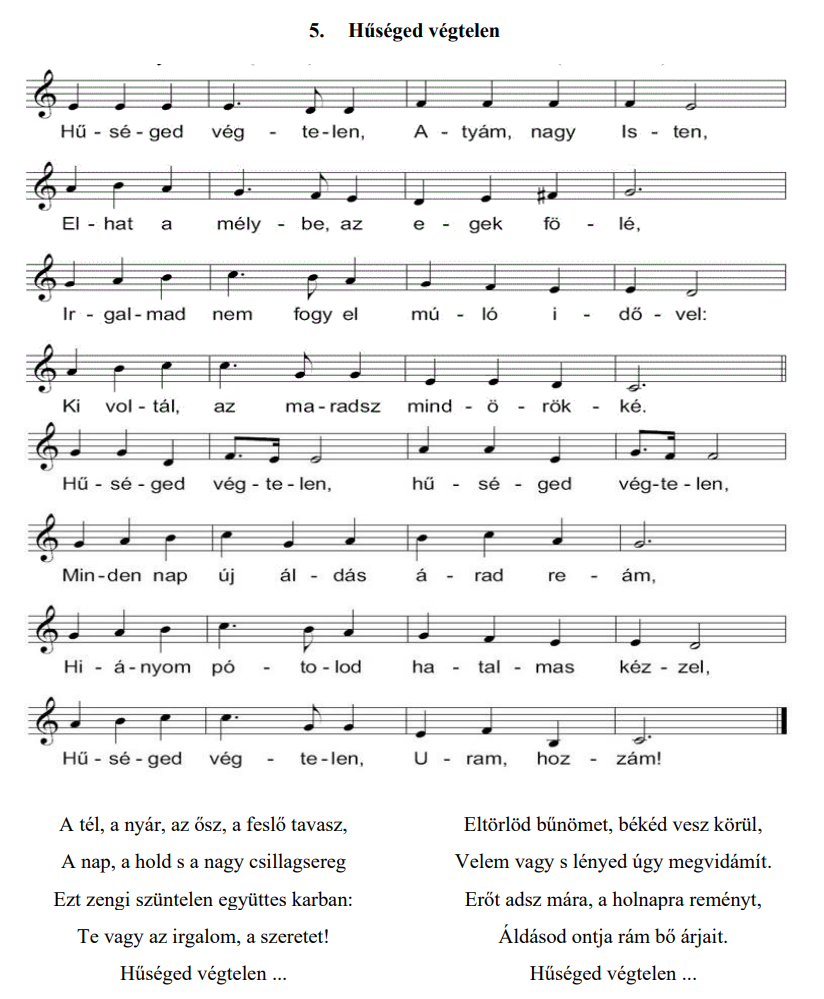 5. Hűséged végtelen
Hű - sé - ged vég - te - len, A - tyám, nagy Is - ten,
El - hat a mély - be, az e - gek fö - lé,
Ir - gal - mad nem fogy el mú - ló i - dő - vel:
Ki vol - tál, az ma - radsz mind - ö - rök - ké.
Hű - sé - ged vég - te - len, hű - sé - ged vég - te - len,
Min - den nap új ál - dás á - rad re - ám,
Hi - á - nyom pó - to - lod ha - tal - mas kéz - zel,
Hű - sé - ged vég - te - len, U - ram, hoz - zám!
A tél, a nyár, az ősz, a feslő tavasz,
A nap, a hold s a nagy csillagsereg
Ezt zengi szüntelen együttes karban:
Te vagy az irgalom, a szeretet!
Hűséged végtelen ...
Eltörlöd bűnömet, békéd vesz körül,
Velem vagy s lényed úgy megvidámít.
Erőt adsz mára, a holnapra reményt,
Áldásod ontja rám bő árjait.
Hűséged végtelen ...